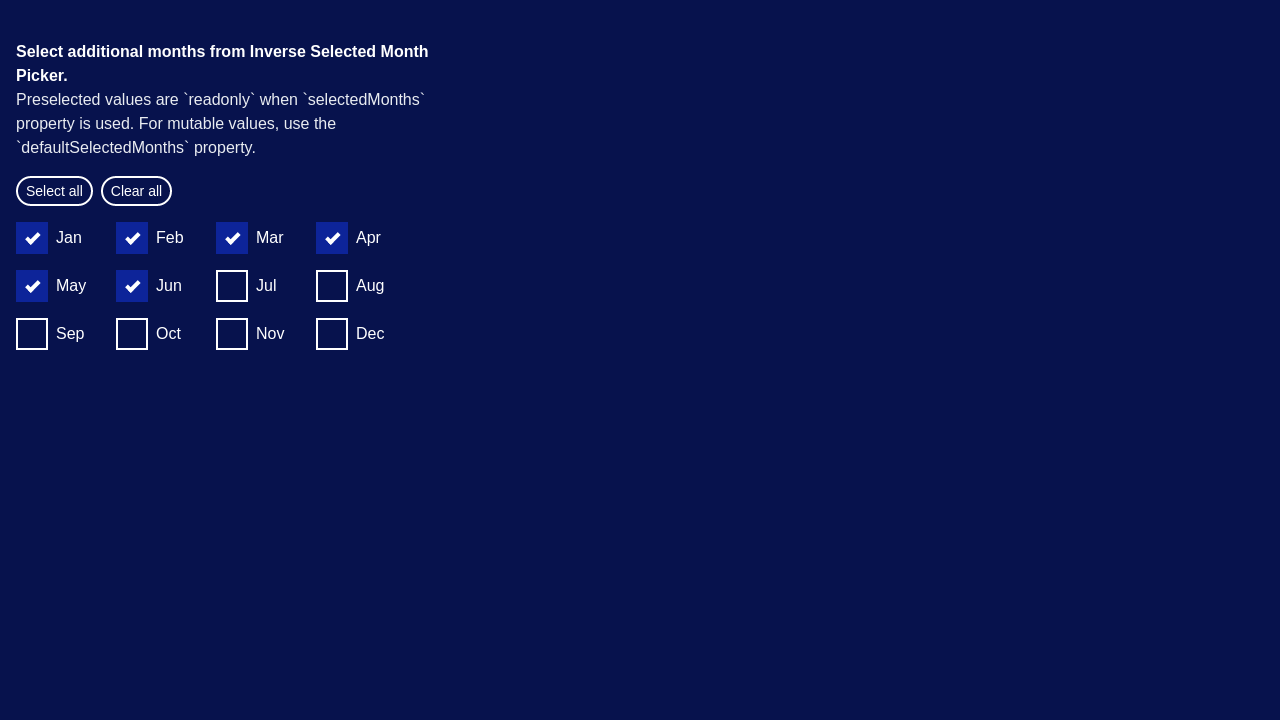 Select additional months from Inverse Selected Month
Picker.
Preselected values are `readonly` when `selectedMonths`
property is used. For mutable values, use the
`defaultSelectedMonths` property.
Select all Clear all
Jan Feb Mar Apr
May Jun Jul Aug
Sep Oct Nov Dec